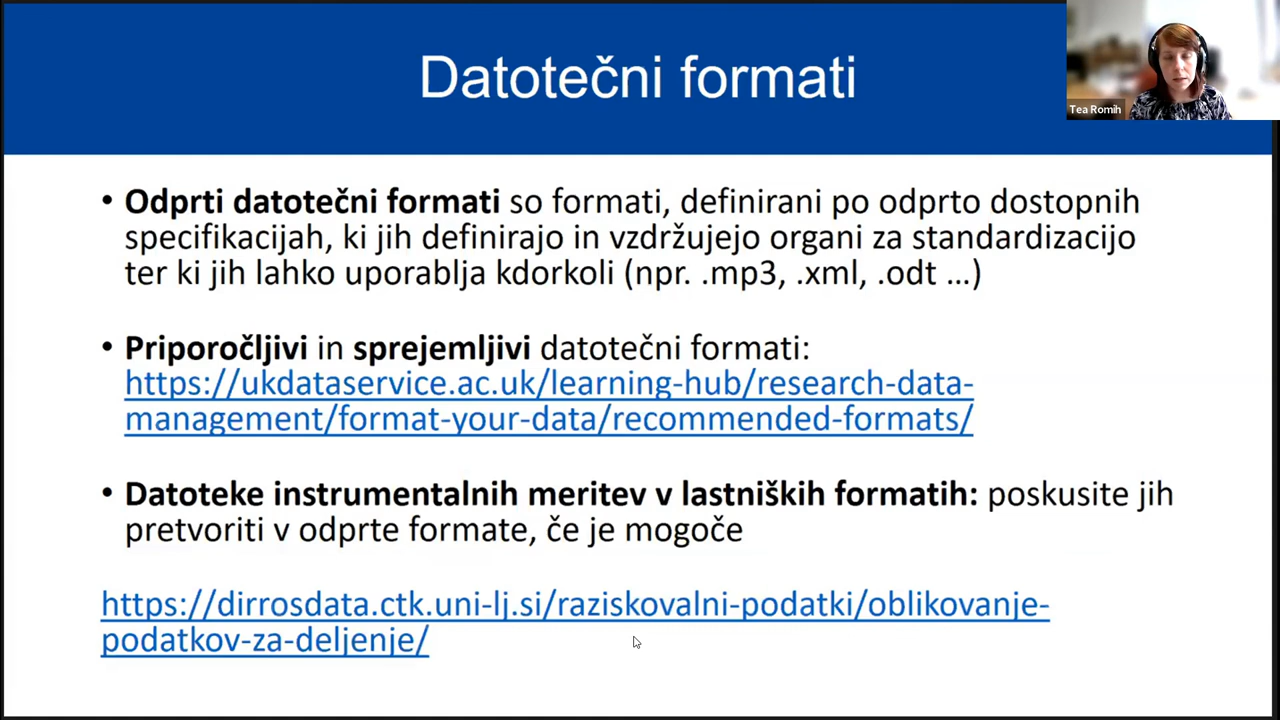 Datotečni formati
Tea Romih
• Odprti datotečni formati so formati, definirani po odprto dostopnih
specifikacijah, ki jih definirajo in vzdržujejo organi za standardizacijo
ter ki jih lahko uporablja kdorkoli (npr. .mp3, .xml, .odt …)
• Priporočljivi in sprejemljivi datotečni formati:
https://ukdataservice.ac.uk/learning-hub/research-data-
management/format-your-data/recommended-formats/
• Datoteke instrumentalnih meritev v lastniških formatih: poskusite jih
pretvoriti v odprte formate, če je mogoče
https://dirrosdata.ctk.uni-lj.si/raziskovalni-podatki/oblikovanje-
podatkov-za-deljenje/